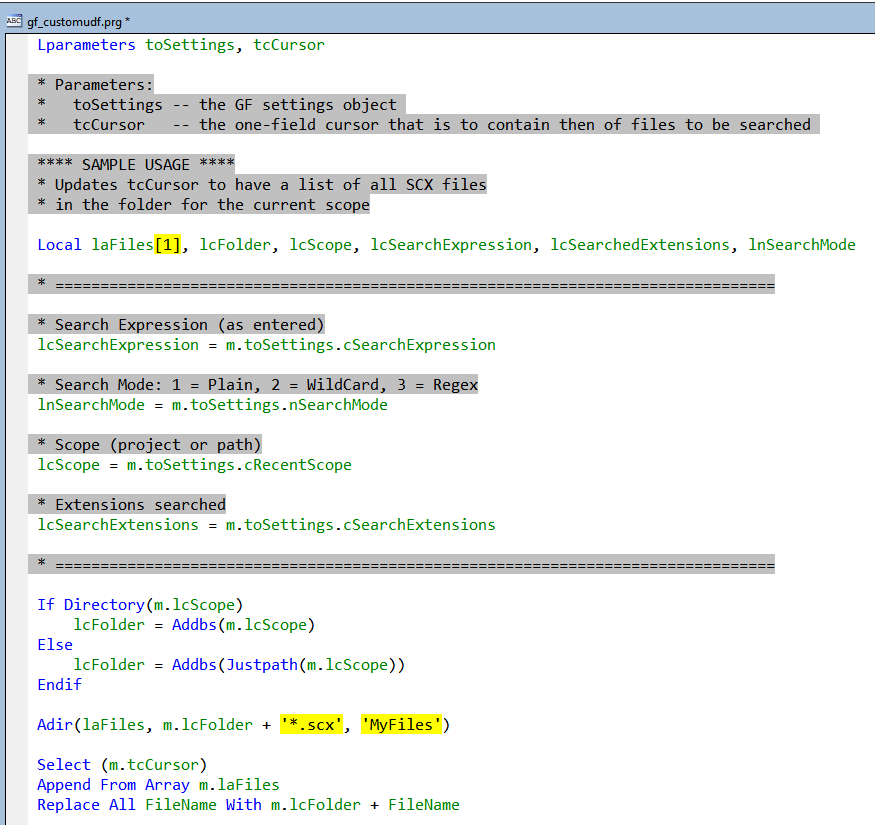 ABC gf_customudf.prg *
Lparameters toSettings, tcCursor
* Parameters:
*   toSettings -- the GF settings object
*   tcCursor   -- the one-field cursor that is to contain then of files to be searched
**** SAMPLE USAGE ****
* Updates tcCursor to have a list of all SCX files
* in the folder for the current scope
Local laFiles[1], lcFolder, lcScope, lcSearchExpression, lcSearchedExtensions, lnSearchMode
* ================================================================================
* Search Expression (as entered)
lcSearchExpression = m.toSettings.cSearchExpression
* Search Mode: 1 = Plain, 2 = WildCard, 3 = Regex
lnSearchMode = m.toSettings.nSearchMode
* Scope (project or path)
lcScope = m.toSettings.cRecentScope
* Extensions searched
lcSearchExtensions = m.toSettings.cSearchExtensions
* ================================================================================
If Directory(m.lcScope)
    lcFolder = Addbs(m.lcScope)
Else
    lcFolder = Addbs(Justpath(m.lcScope))
Endif
Adir(laFiles, m.lcFolder + '*.scx', 'MyFiles')
Select (m.tcCursor)
Append From Array m.laFiles
Replace All FileName With m.lcFolder + FileName